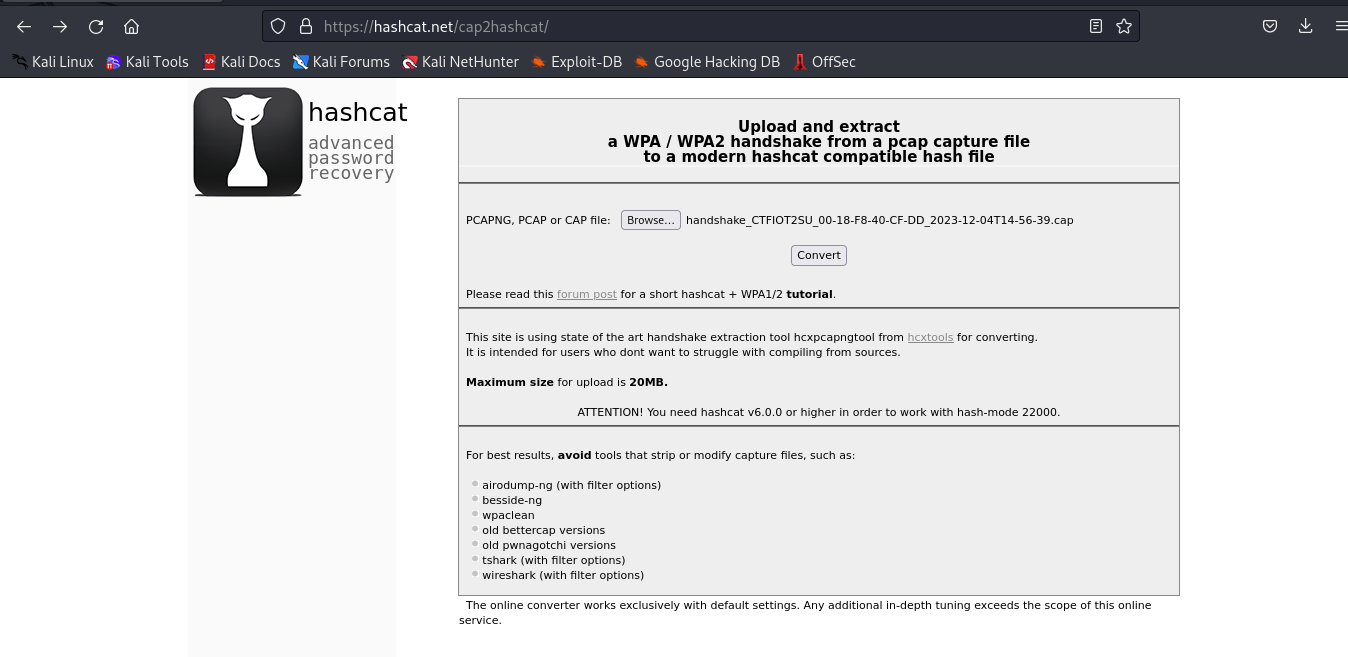 https://hashcat.net/cap2hashcat/
Kali Linux Kali Tools Kali Docs Kali Forums Kali NetHunter Exploit-DB Google Hacking DB OffSec
hashcat
advanced
password
recovery
Upload and extract
a WPA / WPA2 handshake from a pcap capture file
to a modern hashcat compatible hash file
PCAPNG, PCAP or CAP file: Browse... handshake_CTFIOT2SU_00-18-F8-40-CF-DD_2023-12-04T14-56-39.cap
Convert
Please read this forum post for a short hashcat + WPA1/2 tutorial.
This site is using state of the art handshake extraction tool hcxpcapngtool from hcxtools for converting.
It is intended for users who dont want to struggle with compiling from sources.
Maximum size for upload is 20MB.
ATTENTION! You need hashcat v6.0.0 or higher in order to work with hash-mode 22000.
For best results, avoid tools that strip or modify capture files, such as:
airodump-ng (with filter options)
besside-ng
wpaclean
old bettercap versions
old pwnagotchi versions
tshark (with filter options)
wireshark (with filter options)
The online converter works exclusively with default settings. Any additional in-depth tuning exceeds the scope of this online
service.